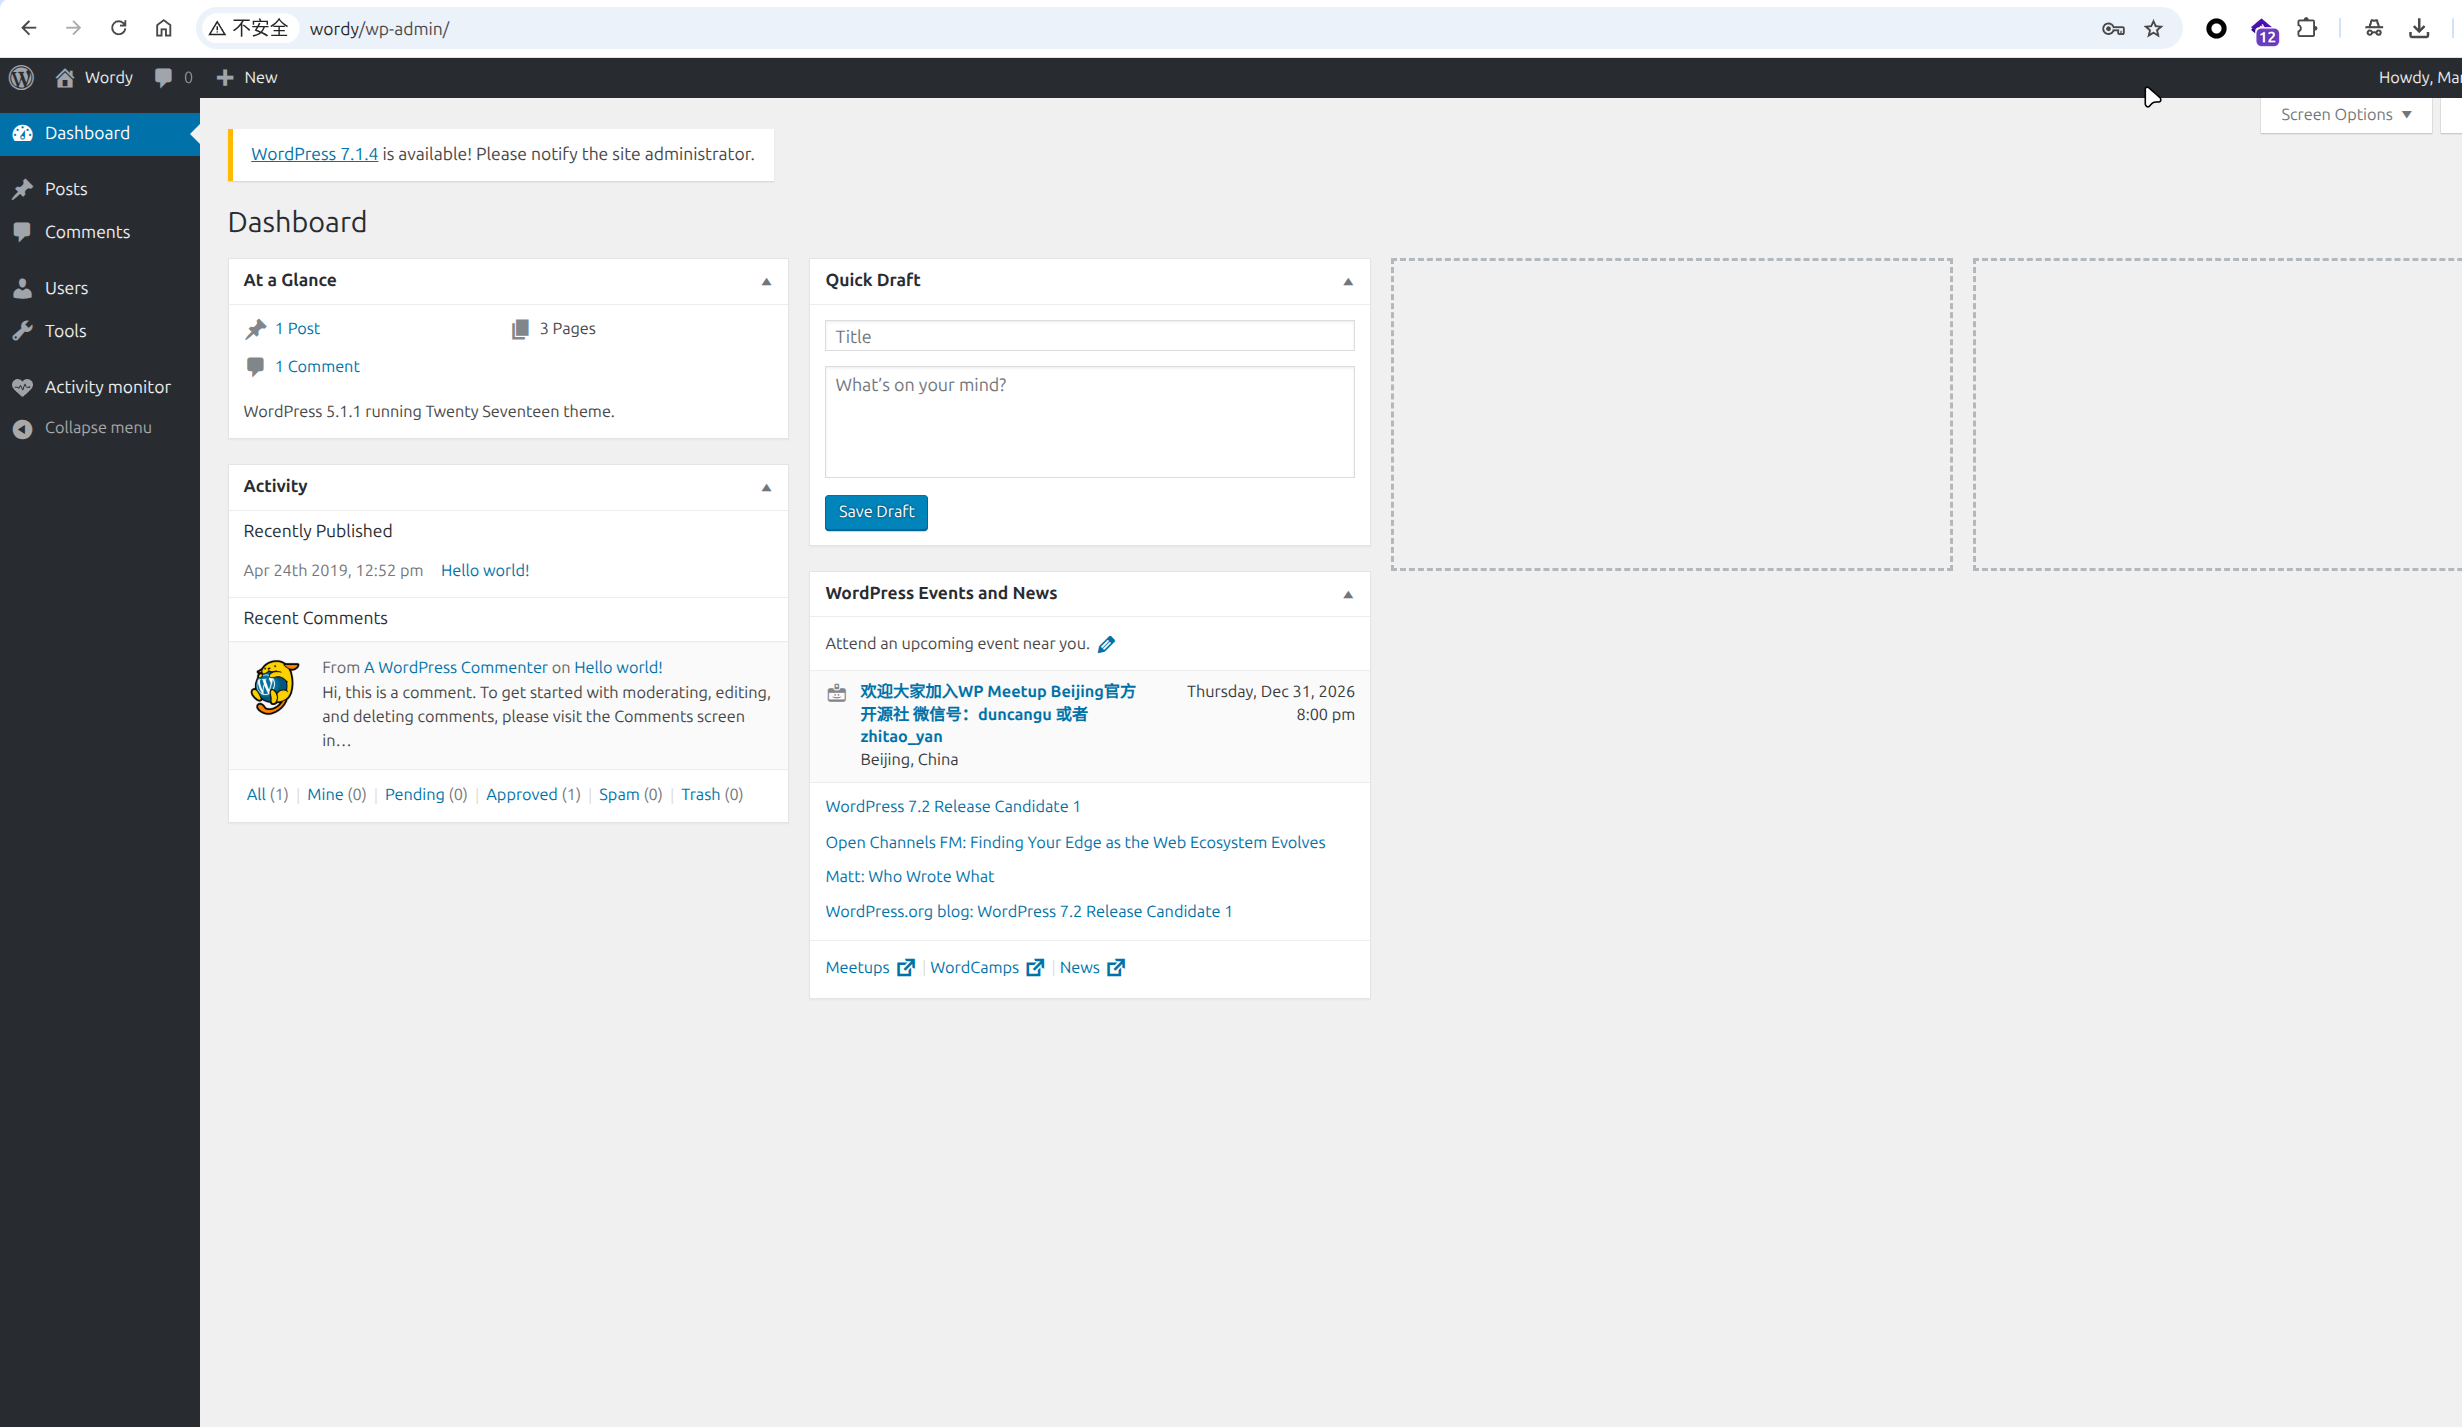 不安全 wordy/wp-admin/
12
Wordy 0 New Howdy, Mar
Screen Options
Dashboard
Posts
Comments
Users
Tools
Activity monitor
Collapse menu
WordPress 7.1.4 is available! Please notify the site administrator.
Dashboard
At a Glance
1 Post 3 Pages
1 Comment
WordPress 5.1.1 running Twenty Seventeen theme.
Activity
Recently Published
Apr 24th 2019, 12:52 pm Hello world!
Recent Comments
From A WordPress Commenter on Hello world!
Hi, this is a comment. To get started with moderating, editing,
and deleting comments, please visit the Comments screen
in…
All (1) | Mine (0) | Pending (0) | Approved (1) | Spam (0) | Trash (0)
Quick Draft
Title
What’s on your mind?
Save Draft
WordPress Events and News
Attend an upcoming event near you.
欢迎大家加入WP Meetup Beijing官方 Thursday, Dec 31, 2026
开源社 微信号：duncangu 或者 8:00 pm
zhitao_yan
Beijing, China
WordPress 7.2 Release Candidate 1
Open Channels FM: Finding Your Edge as the Web Ecosystem Evolves
Matt: Who Wrote What
WordPress.org blog: WordPress 7.2 Release Candidate 1
Meetups | WordCamps | News